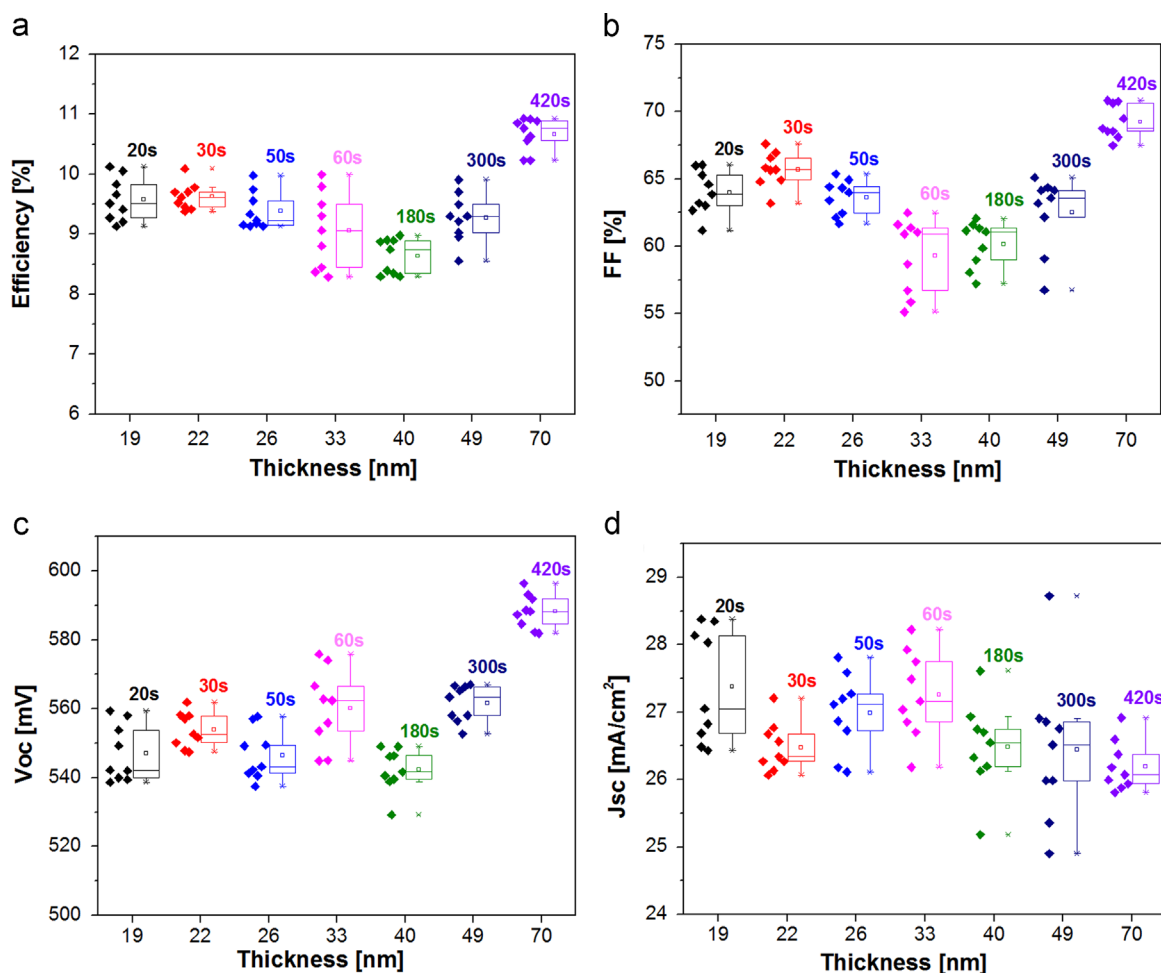 a
Efficiency [%]
12
11
10
9
8
7
6
20s
30s
50s
60s
180s
300s
420s
19 22 26 33 40 49 70
Thickness [nm]
b
FF [%]
75
70
65
60
55
50
20s
30s
50s
60s
180s
300s
420s
19 22 26 33 40 49 70
Thickness [nm]
c
Voc [mV]
600
580
560
540
520
500
20s
30s
50s
60s
180s
300s
420s
19 22 26 33 40 49 70
Thickness [nm]
d
Jsc [mA/cm²]
29
28
27
26
25
24
20s
30s
50s
60s
180s
300s
420s
19 22 26 33 40 49 70
Thickness [nm]